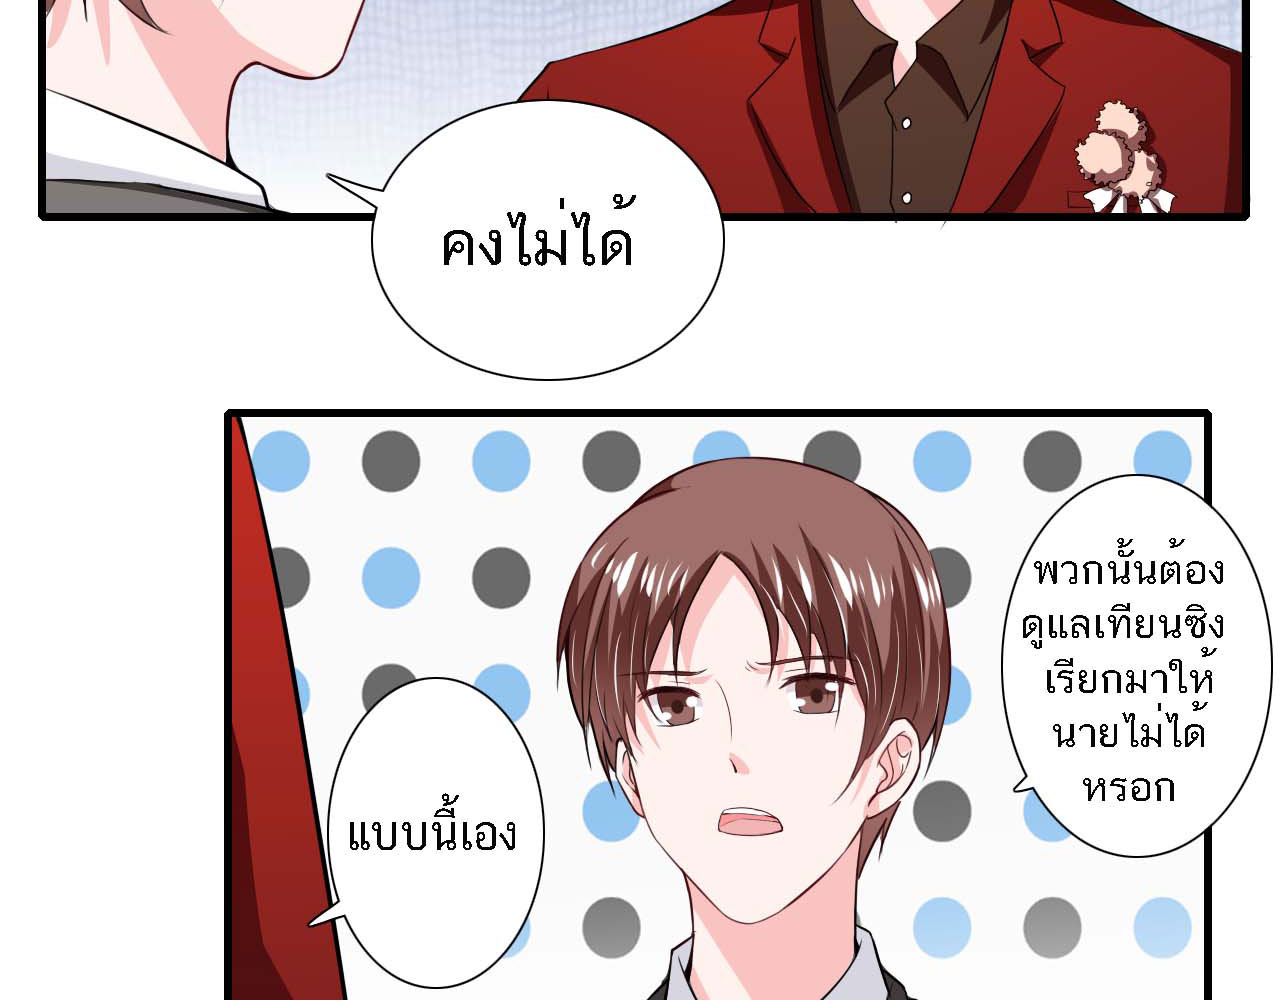 คงไม่ได้
พวกนั้นต้อง
ดูแลเทียนซิง
เรียกมาให้
นายไม่ได้
หรอก
แบบนี้เอง